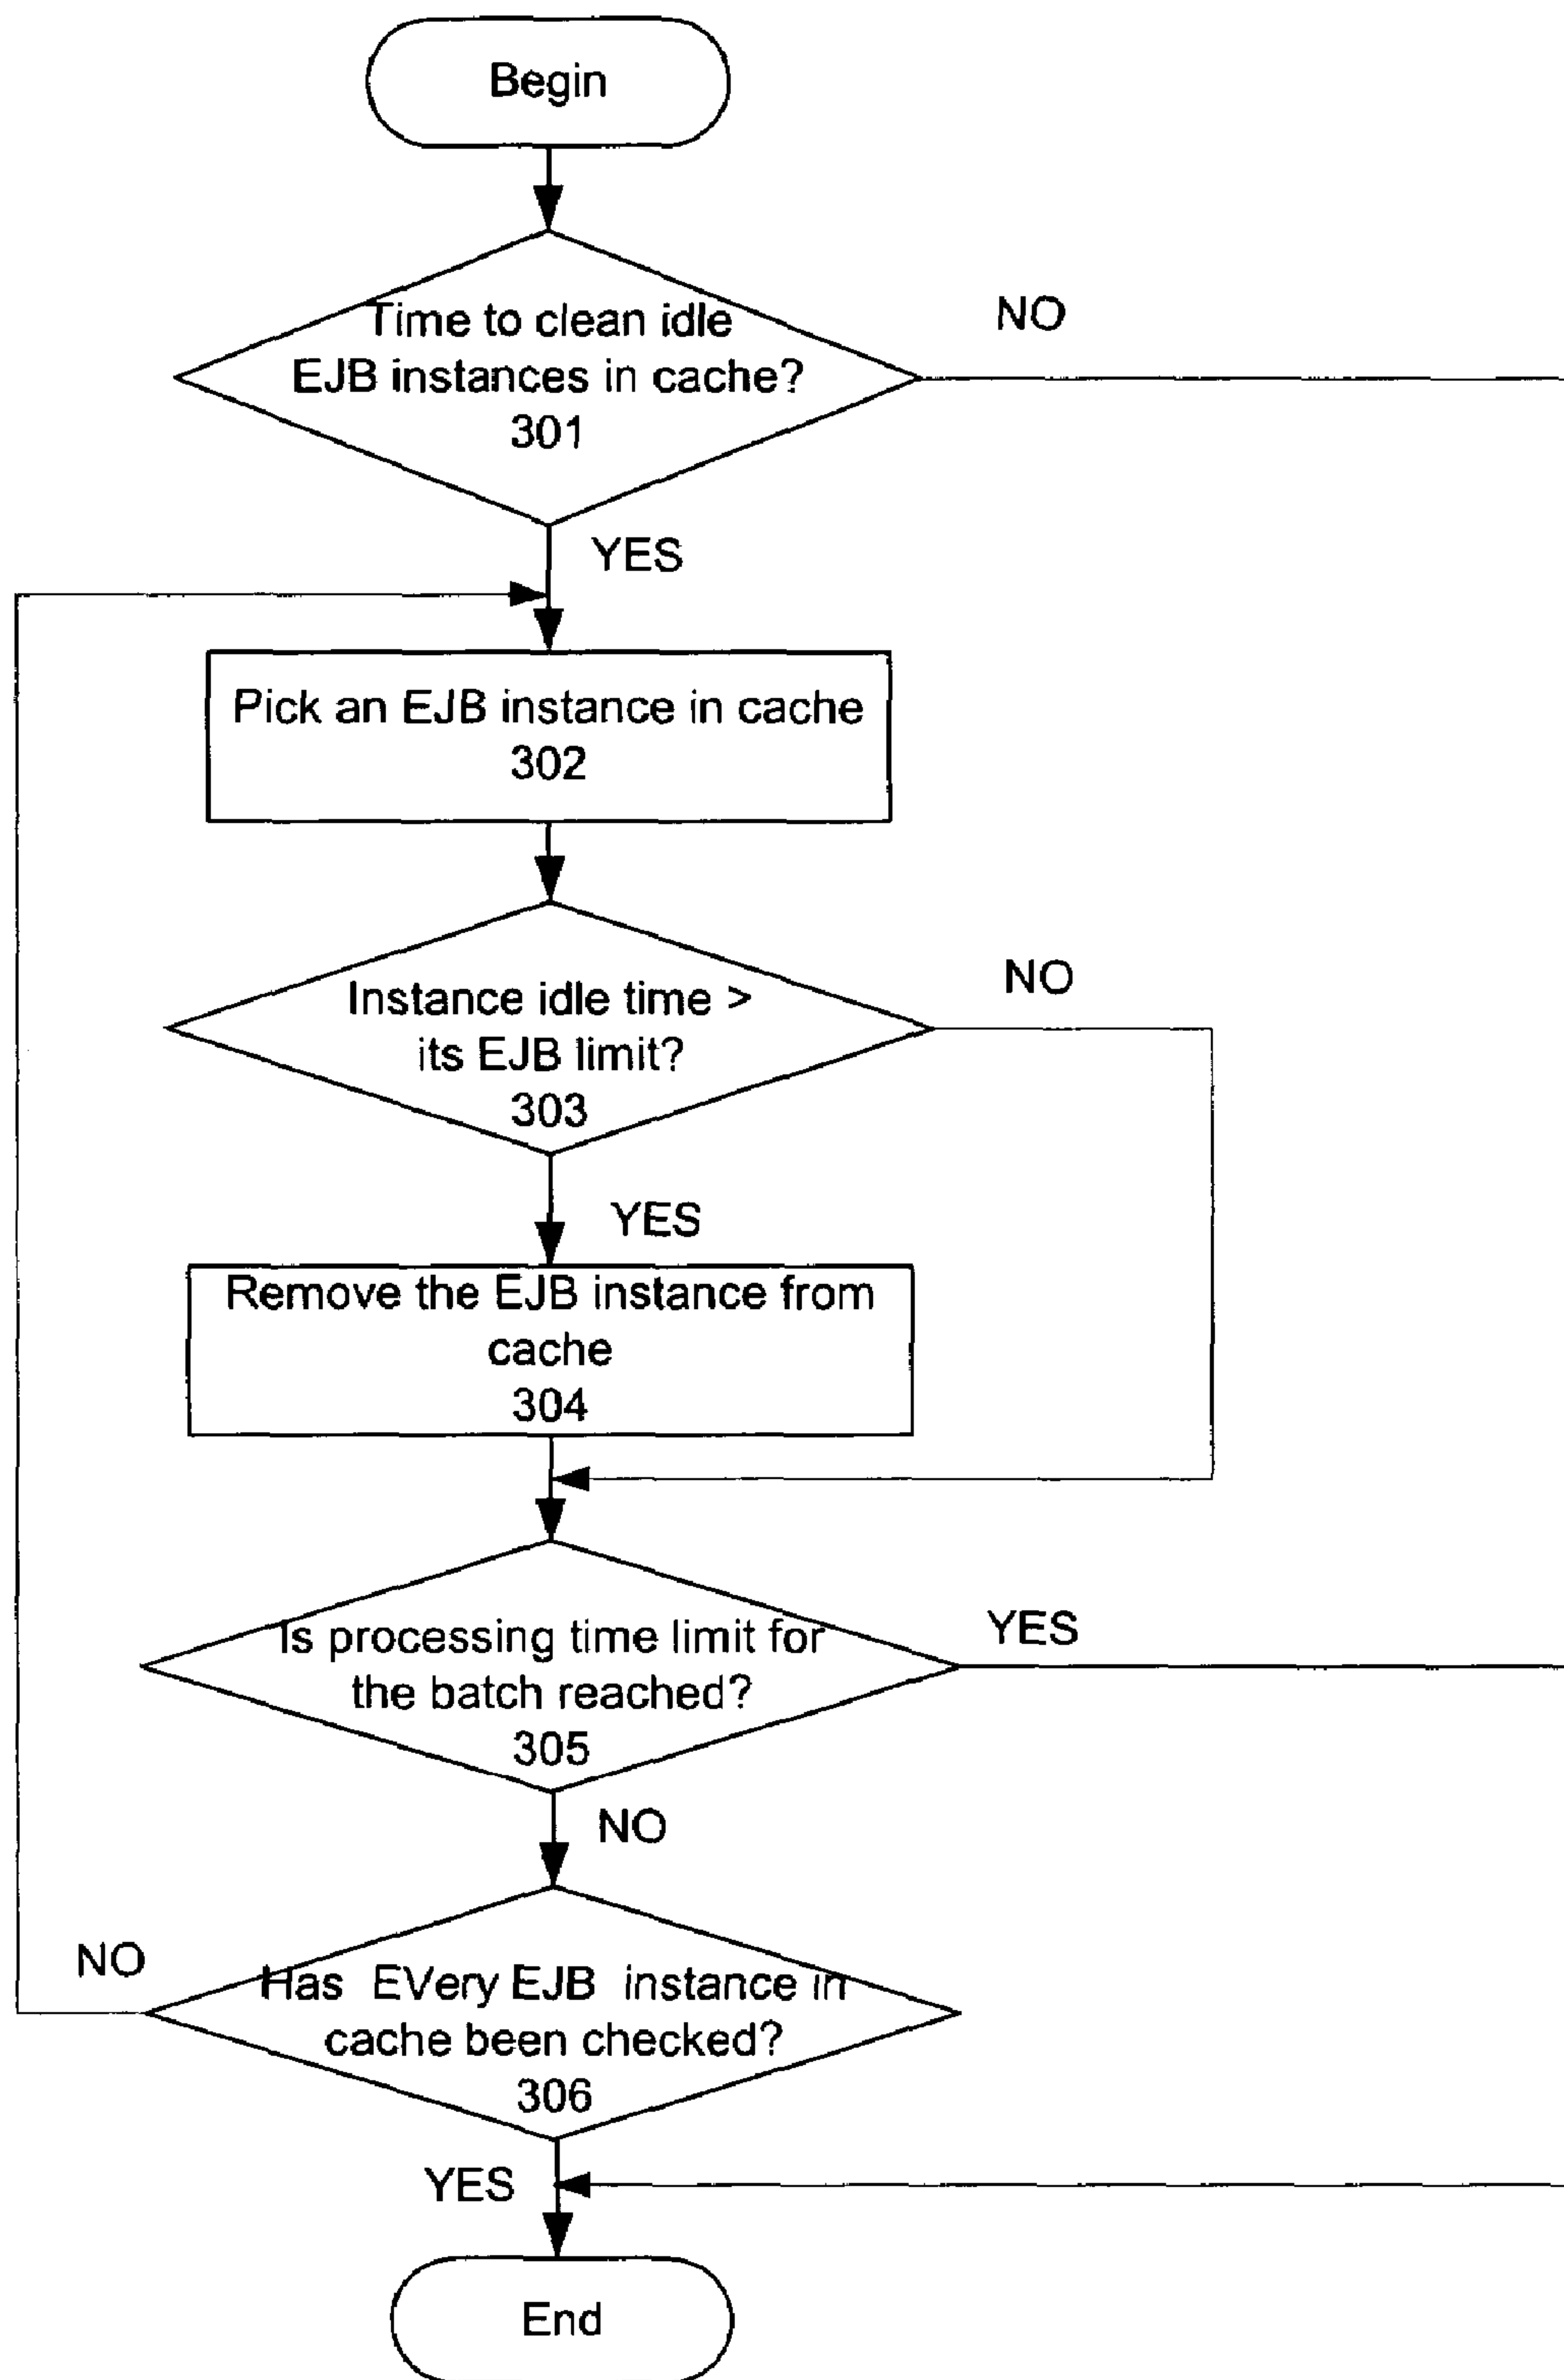 Begin
Time to clean idle
EJB instances in cache?
301
NO
YES
Pick an EJB instance in cache
302
Instance idle time >
its EJB limit?
303
NO
YES
Remove the EJB instance from
cache
304
Is processing time limit for
the batch reached?
305
YES
NO
NO
Has EVery EJB instance in
cache been checked?
306
YES
End